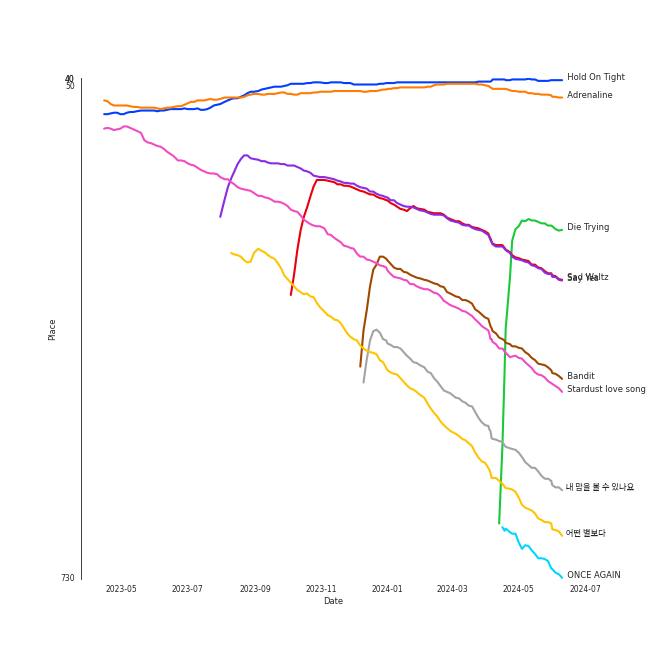 40
50
Hold On Tight
Adrenaline
Die Trying
Sad Waltz
Say Yes
Place
Bandit
Stardust love song
내 맘을 볼 수 있나요
어떤 별보다
ONCE AGAIN
730
2023-05
2023-07
2023-09
2023-11
2024-01
2024-03
2024-05
2024-07
Date